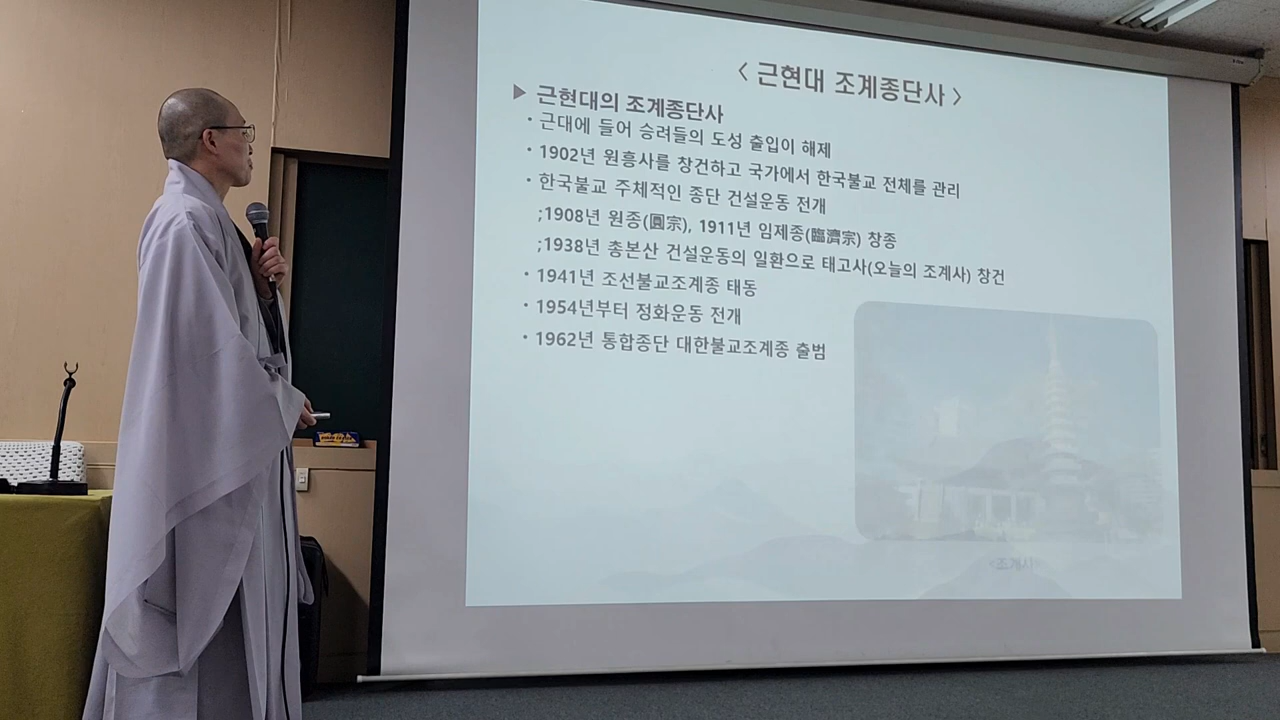 < 근현대 조계종단사 >
▶ 근현대의 조계종단사
· 근대에 들어 승려들의 도성 출입이 해제
· 1902년 원흥사를 창건하고 국가에서 한국불교 전체를 관리
· 한국불교 주체적인 종단 건설운동 전개
;1908년 원종(圓宗), 1911년 임제종(臨濟宗) 창종
;1938년 총본산 건설운동의 일환으로 태고사(오늘의 조계사) 창건
· 1941년 조선불교조계종 태동
· 1954년부터 정화운동 전개
· 1962년 통합종단 대한불교조계종 출범
<조계사>